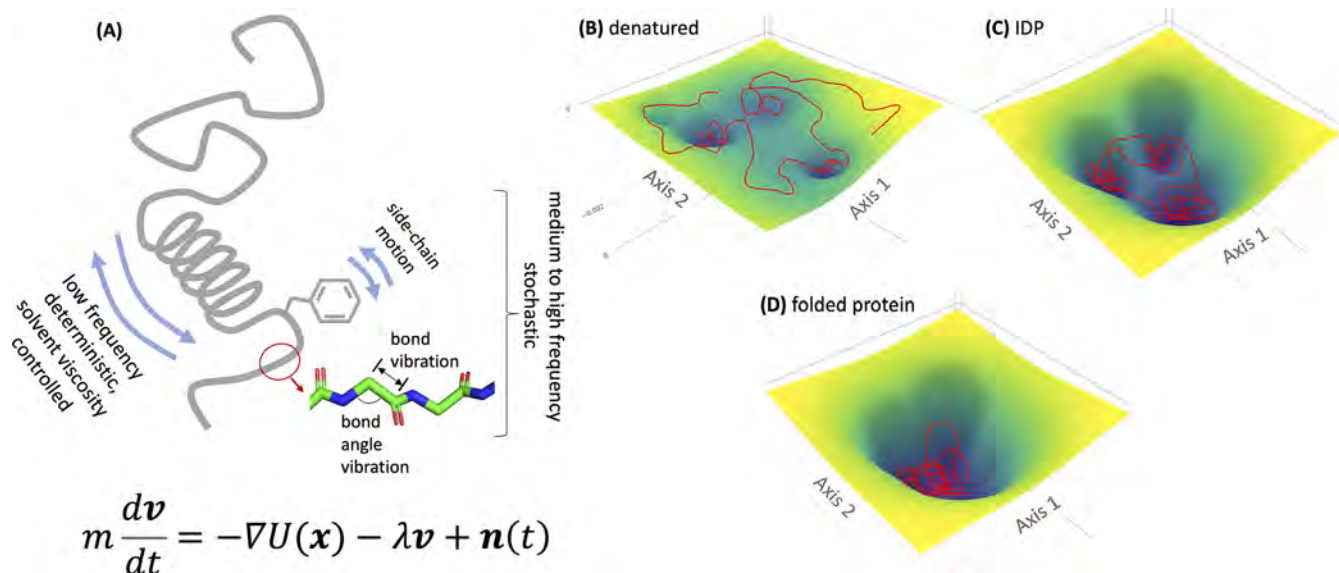 (A)
low frequency
deterministic,
solvent viscosity
controlled
side-chain
motion
bond
vibration
bond
angle
vibration
medium to high frequency
stochastic
m dv/dt = −∇U(x) − λv + n(t)
(B) denatured
Axis 2
Axis 1
(C) IDP
Axis 2
Axis 1
(D) folded protein
Axis 2
Axis 1